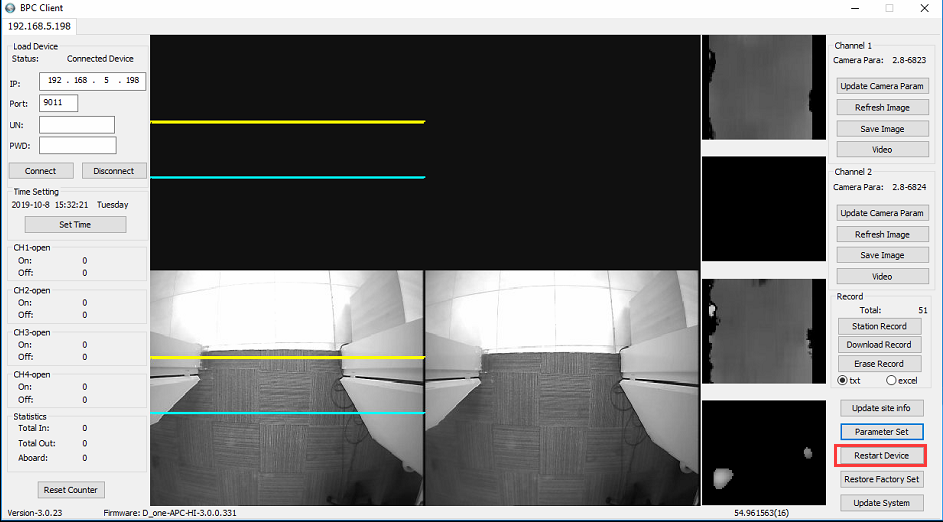 BPC Client
192.168.5.198
Load Device
Status: Connected Device
IP: 192 . 168 . 5 . 198
Port: 9011
UN:
PWD:
Connect Disconnect
Time Setting
2019-10-8 15:32:21 Tuesday
Set Time
CH1-open
On: 0
Off: 0
CH2-open
On: 0
Off: 0
CH3-open
On: 0
Off: 0
CH4-open
On: 0
Off: 0
Statistics
Total In: 0
Total Out: 0
Aboard: 0
Reset Counter
Channel 1
Camera Para: 2.8-6823
Update Camera Param
Refresh Image
Save Image
Video
Channel 2
Camera Para: 2.8-6824
Update Camera Param
Refresh Image
Save Image
Video
Record
Total: 51
Station Record
Download Record
Erase Record
txt excel
Update site info
Parameter Set
Restart Device
Restore Factory Set
Update System
Version-3.0.23 Firmware: D_one-APC-HI-3.0.0.331 54.961563(16)